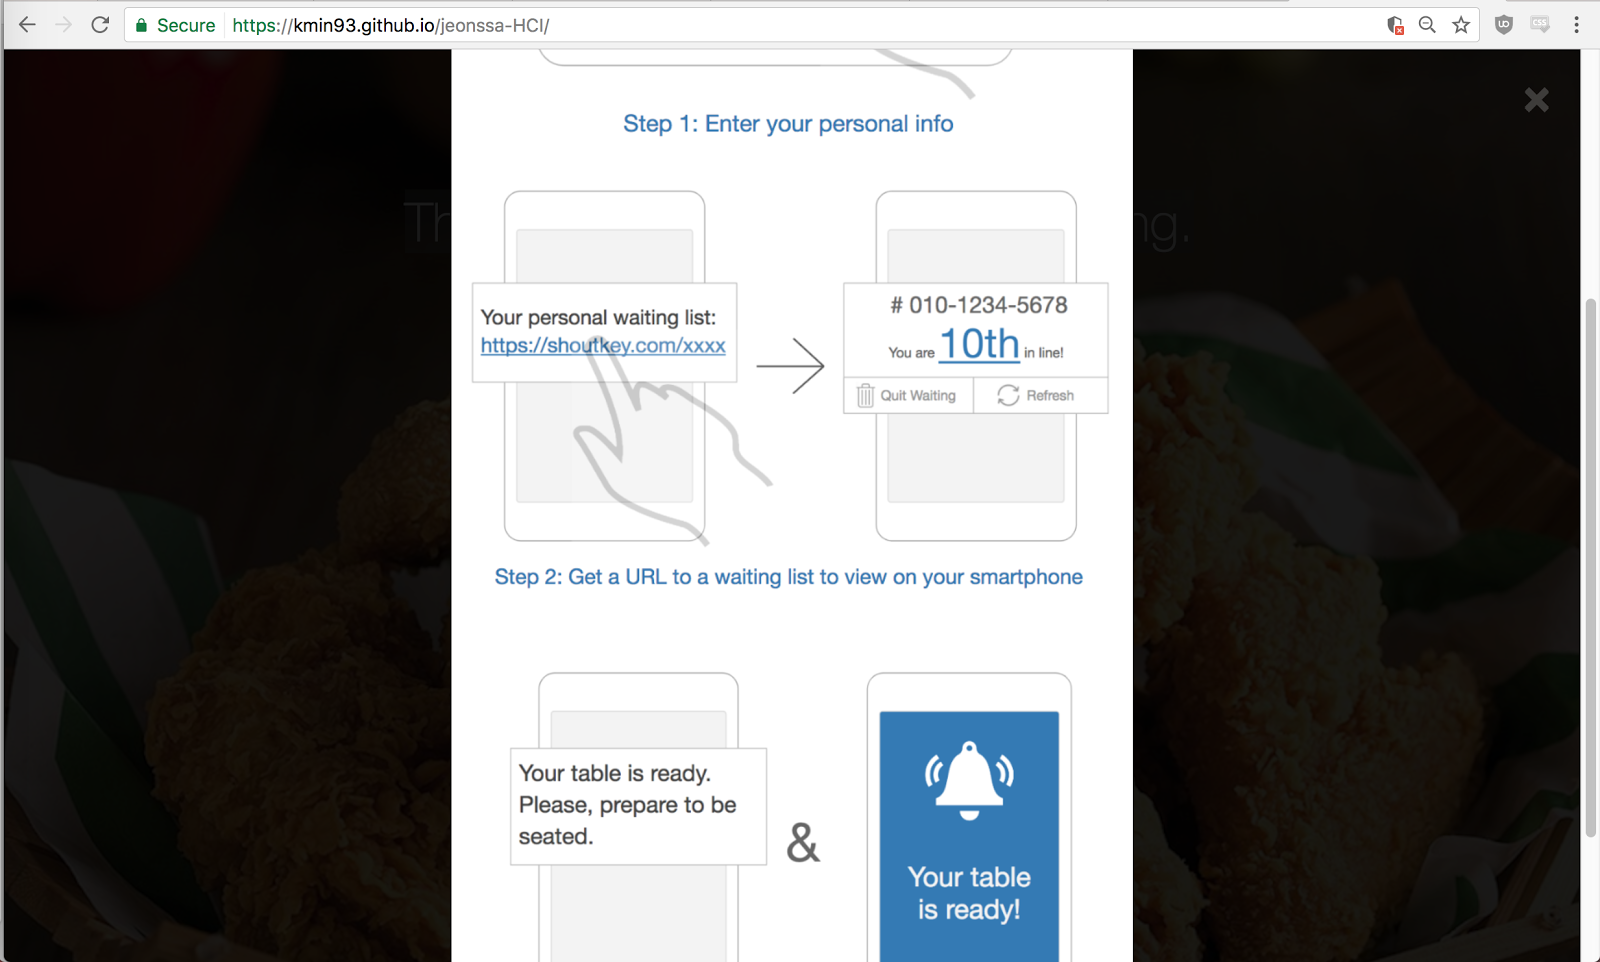 Secure https://kmin93.github.io/jeonssa-HCI/
Step 1: Enter your personal info
Your personal waiting list:
https://shoutkey.com/xxxx
# 010-1234-5678
You are 10th in line!
Quit Waiting
Refresh
Step 2: Get a URL to a waiting list to view on your smartphone
Your table is ready.
Please, prepare to be
seated.
&
Your table
is ready!